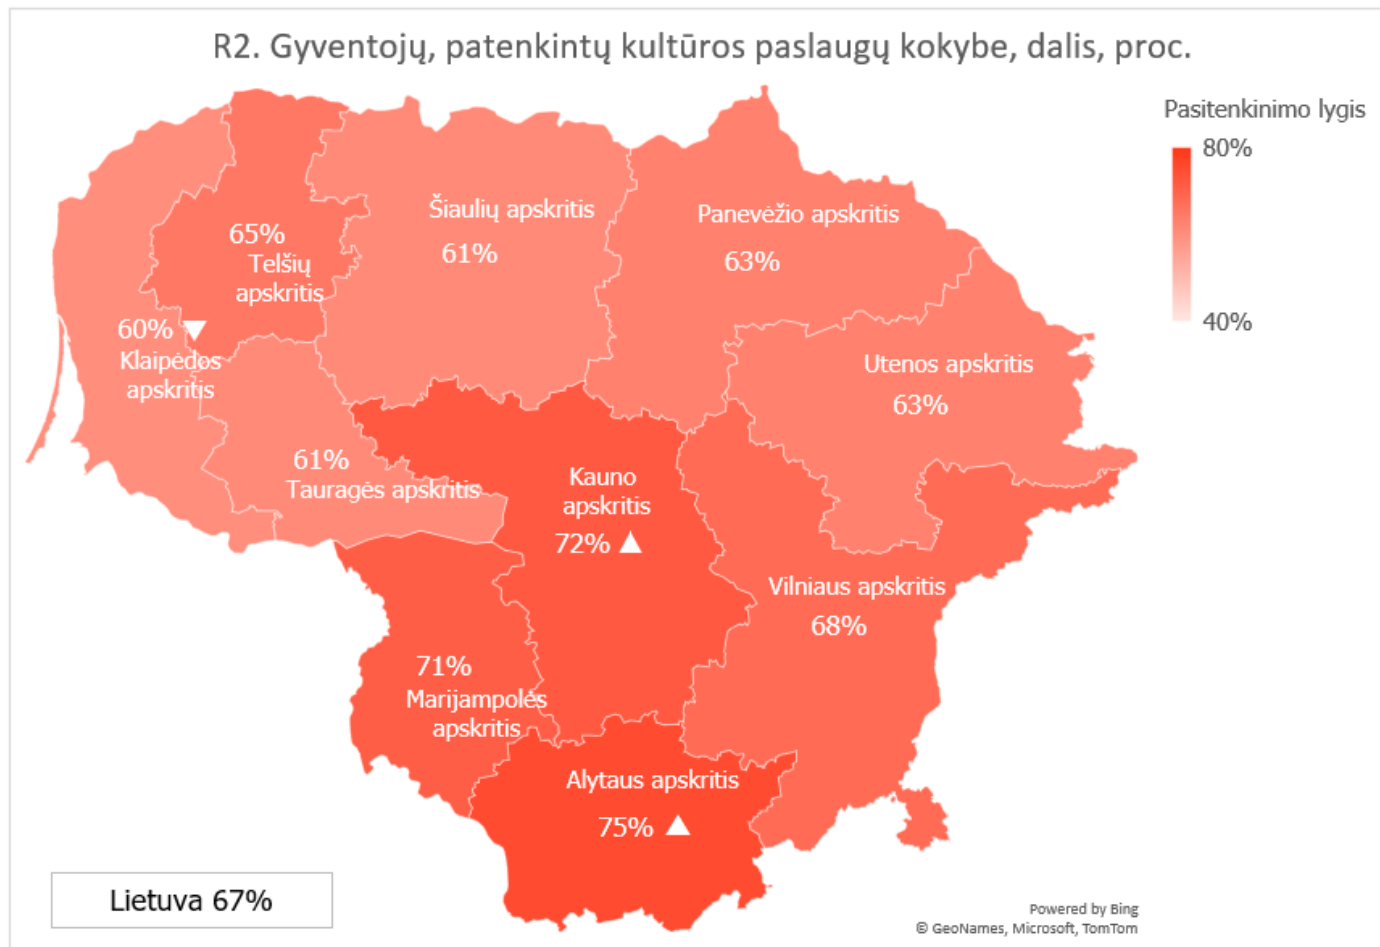 R2. Gyventojų, patenkintų kultūros paslaugų kokybe, dalis, proc.
Pasitenkinimo lygis
80%
40%
Šiaulių apskritis
61%
Panevėžio apskritis
63%
65%
Telšių
apskritis
60% ▼
Klaipėdos
apskritis
Utenos apskritis
63%
61%
Tauragės apskritis
Kauno
apskritis
72% ▲
Vilniaus apskritis
68%
71%
Marijampolės
apskritis
Alytaus apskritis
75% ▲
Lietuva 67%
Powered by Bing
© GeoNames, Microsoft, TomTom